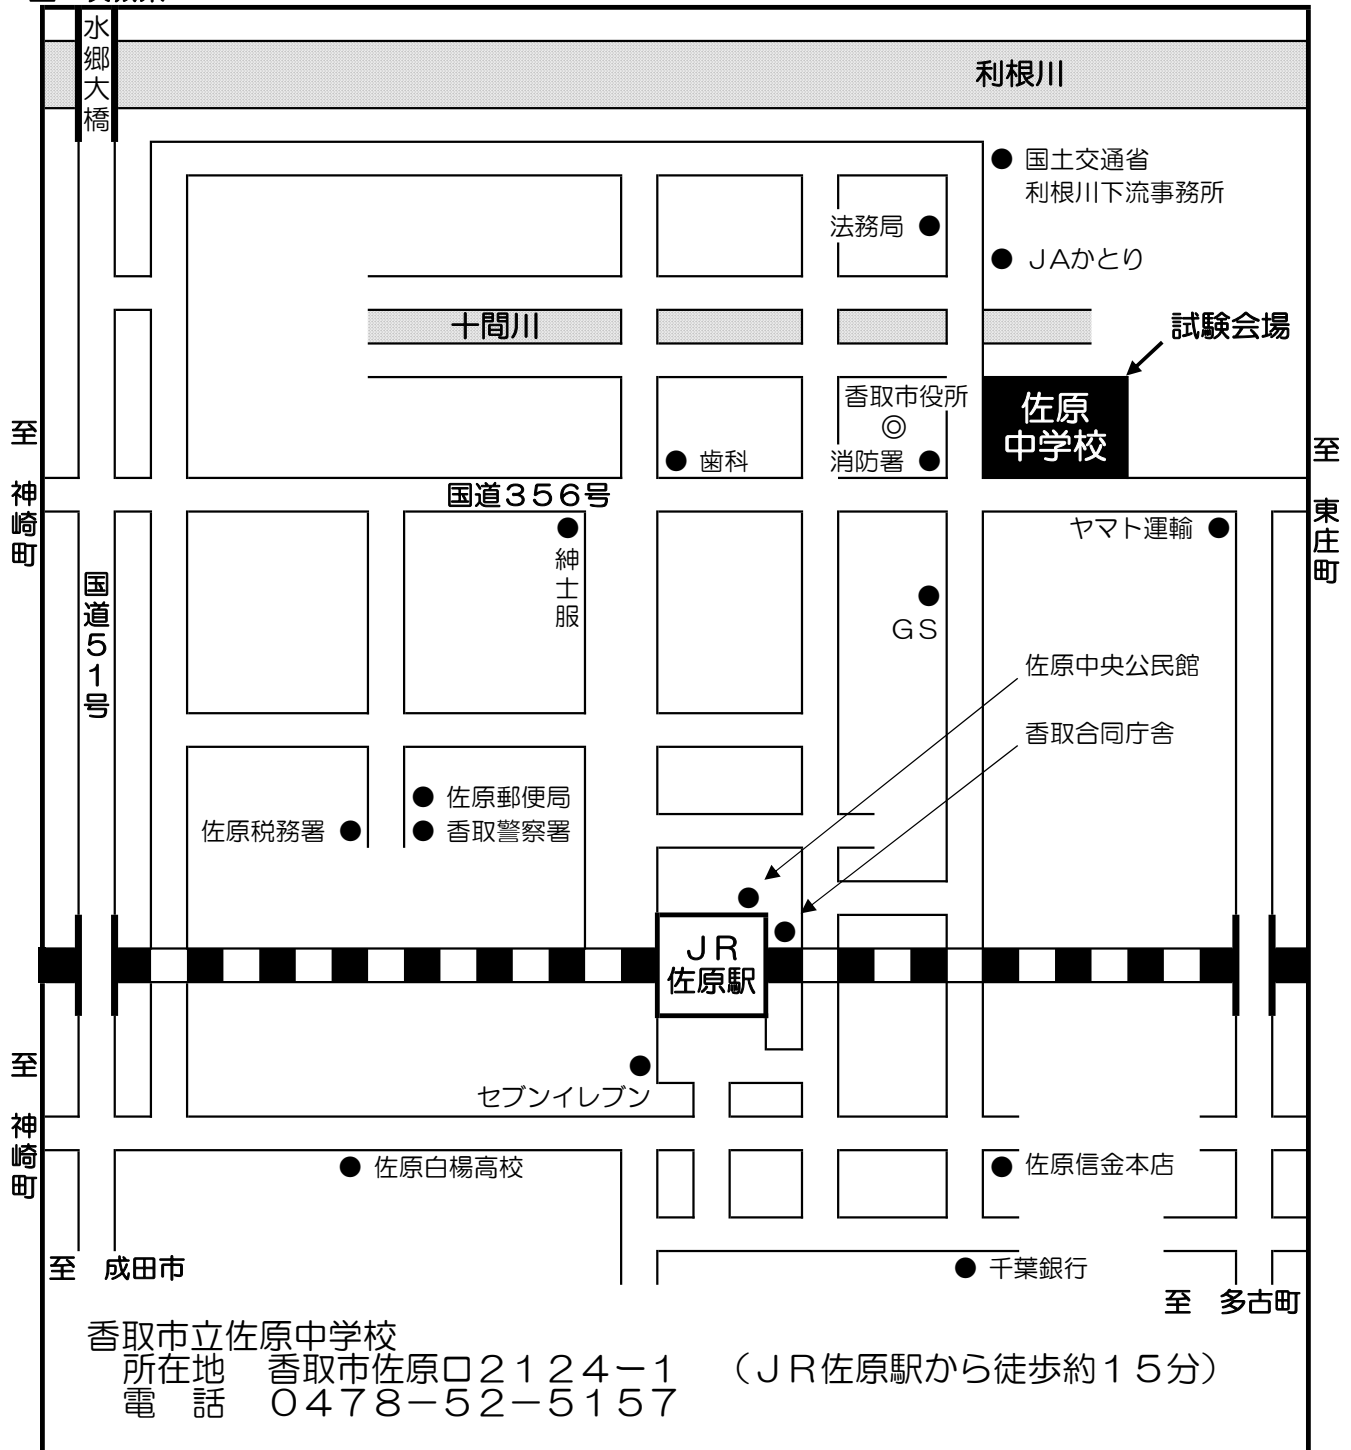 水郷大橋
利根川
国土交通省
利根川下流事務所
法務局
ＪＡかとり
十間川
試験会場
香取市役所
◎
佐原
中学校
至　神崎町
歯科
消防署
至　東庄町
国道３５６号
ヤマト運輸
紳士服
国道５１号
ＧＳ
佐原中央公民館
香取合同庁舎
佐原郵便局
佐原税務署
香取警察署
ＪＲ
佐原駅
至　神崎町
セブンイレブン
佐原白楊高校
佐原信金本店
至　成田市
千葉銀行
至　多古町
香取市立佐原中学校
所在地　香取市佐原口２１２４－１　（ＪＲ佐原駅から徒歩約１５分）
電　話　０４７８－５２－５１５７